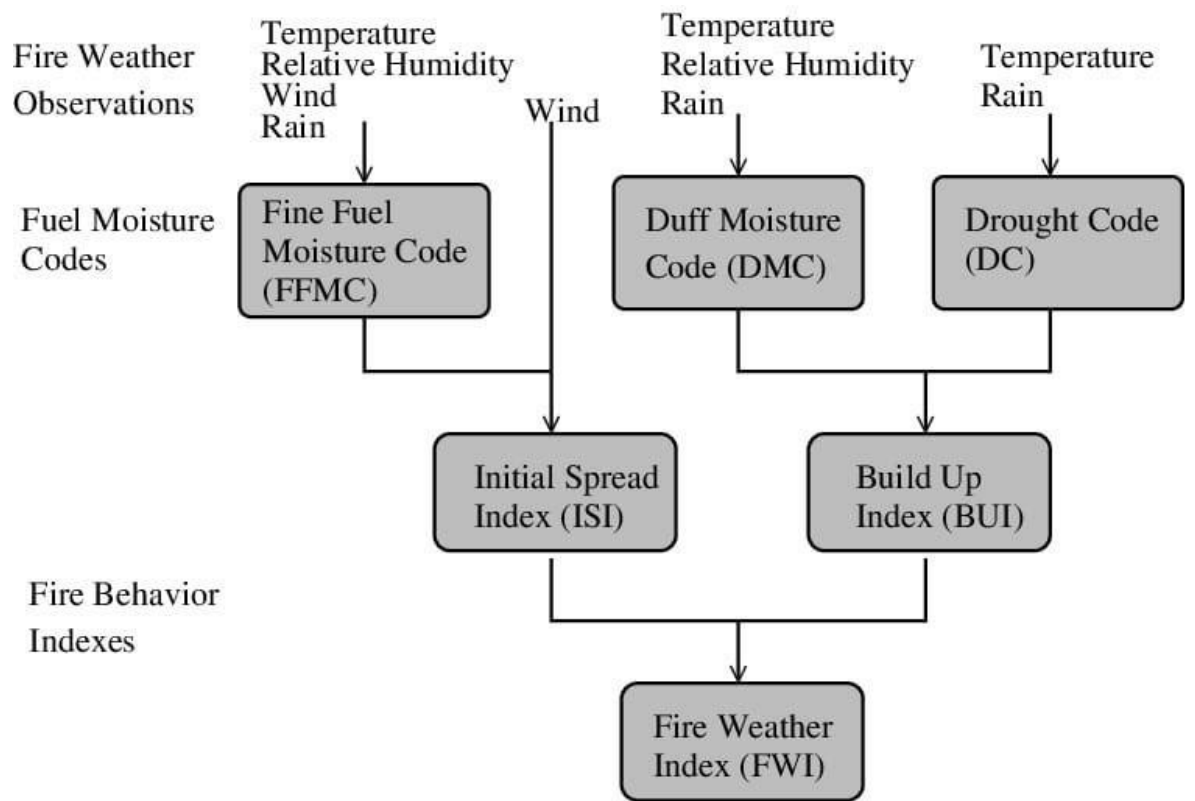 Fire Weather
Observations
Temperature
Relative Humidity
Wind
Rain
Wind
Temperature
Relative Humidity
Rain
Temperature
Rain
Fuel Moisture
Codes
Fine Fuel
Moisture Code
(FFMC)
Duff Moisture
Code (DMC)
Drought Code
(DC)
Initial Spread
Index (ISI)
Build Up
Index (BUI)
Fire Behavior
Indexes
Fire Weather
Index (FWI)